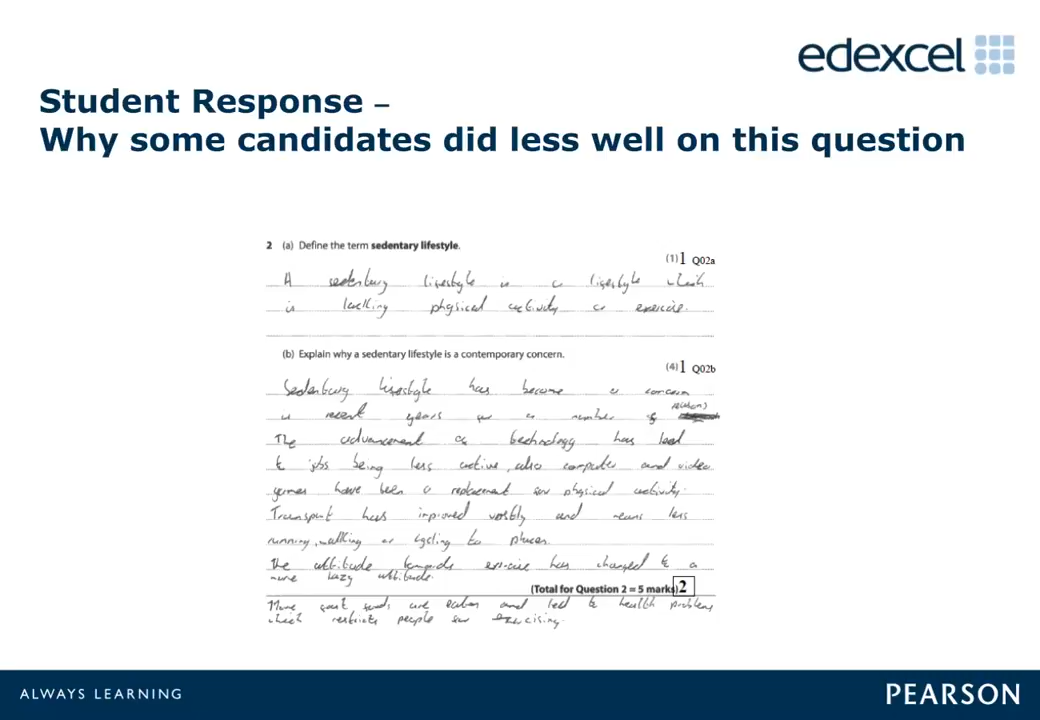 edexcel
Student Response –
Why some candidates did less well on this question
2 (a) Define the term sedentary lifestyle.
(1) 1 Q02a
A sedentary lifestyle is a lifestyle which
is lacking physical activity or exercise.
(b) Explain why a sedentary lifestyle is a contemporary concern.
(4) 1 Q02b
Sedentary lifestyle has become a concern
in recent years for a number of reasons
The advancement of technology has lead
to jobs being less active, also computer and video
games have been a replacement for physical activity.
Transport has improved vastly and means less
running, walking or cycling to places.
The attitude towards exercise has changed to a
more lazy attitude.
(Total for Question 2 = 5 marks) 2
More foods are eaten and led to health problems
which restricts people for exercising.
ALWAYS LEARNING
PEARSON